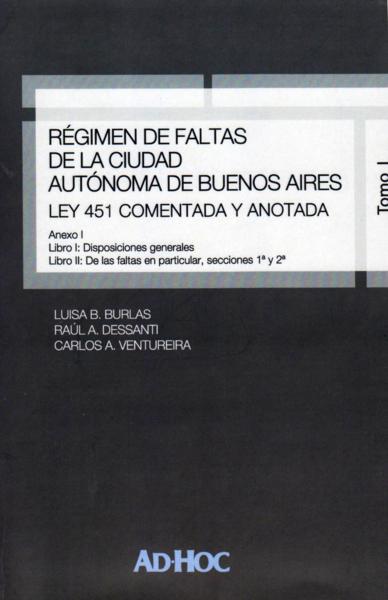 RÉGIMEN DE FALTAS
DE LA CIUDAD
AUTÓNOMA DE BUENOS AIRES
LEY 451 COMENTADA Y ANOTADA
Anexo I
Libro I: Disposiciones generales
Libro II: De las faltas en particular, secciones 1ª y 2ª
Tomo I
LUISA B. BURLAS
RAÚL A. DESSANTI
CARLOS A. VENTUREIRA
AD·HOC